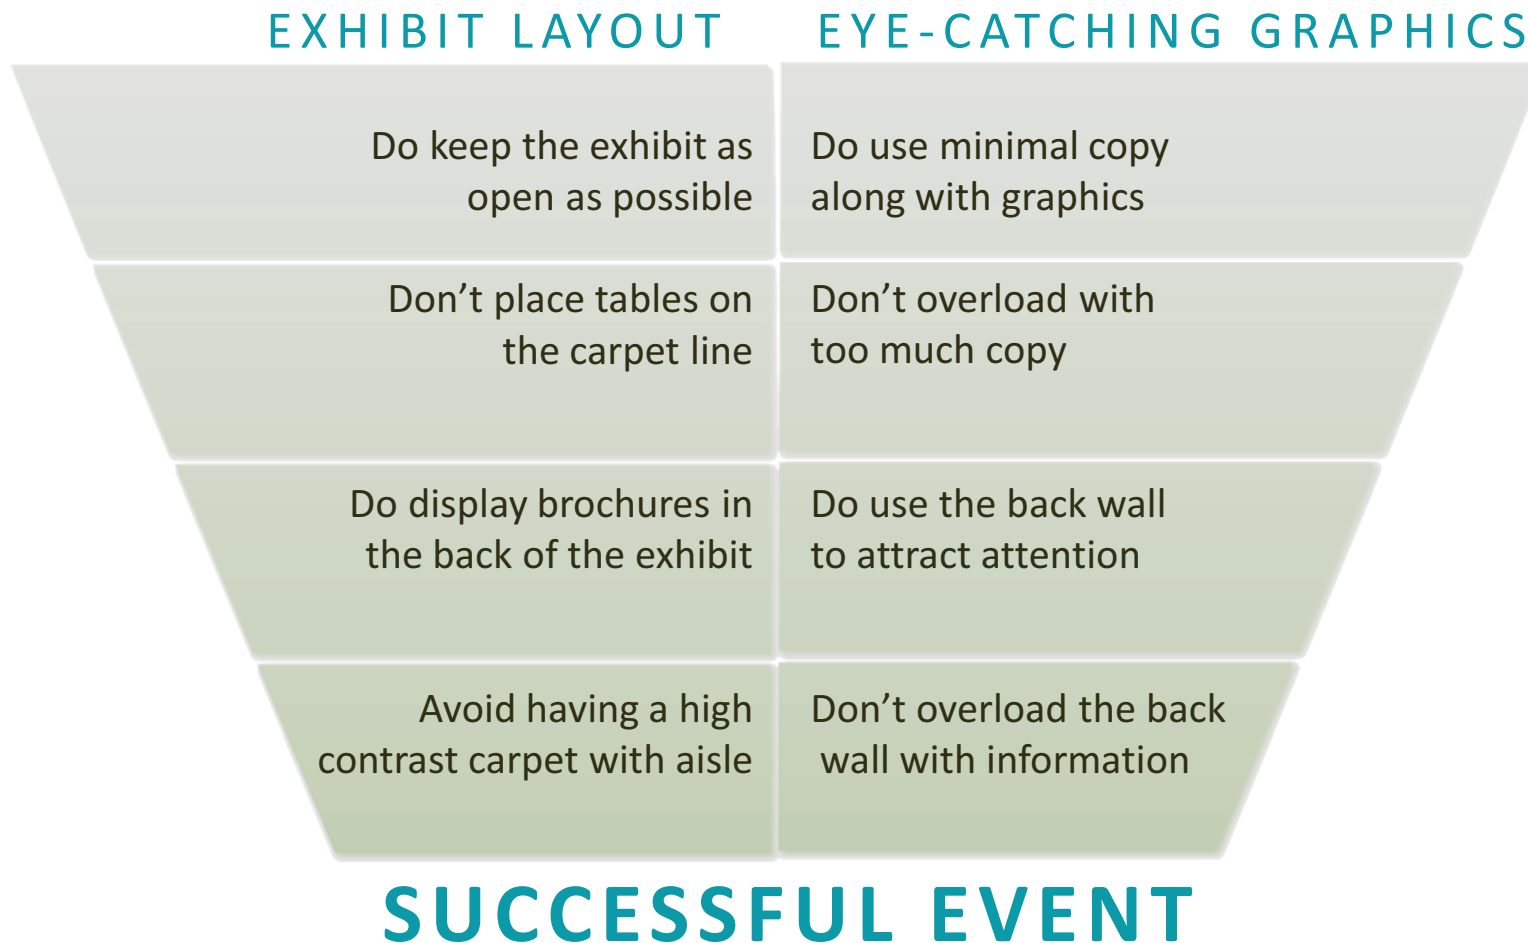 EXHIBIT LAYOUT
EYE-CATCHING GRAPHICS
Do keep the exhibit as
open as possible
Do use minimal copy
along with graphics
Don’t place tables on
the carpet line
Don’t overload with
too much copy
Do display brochures in
the back of the exhibit
Do use the back wall
to attract attention
Avoid having a high
contrast carpet with aisle
Don’t overload the back
wall with information
SUCCESSFUL EVENT